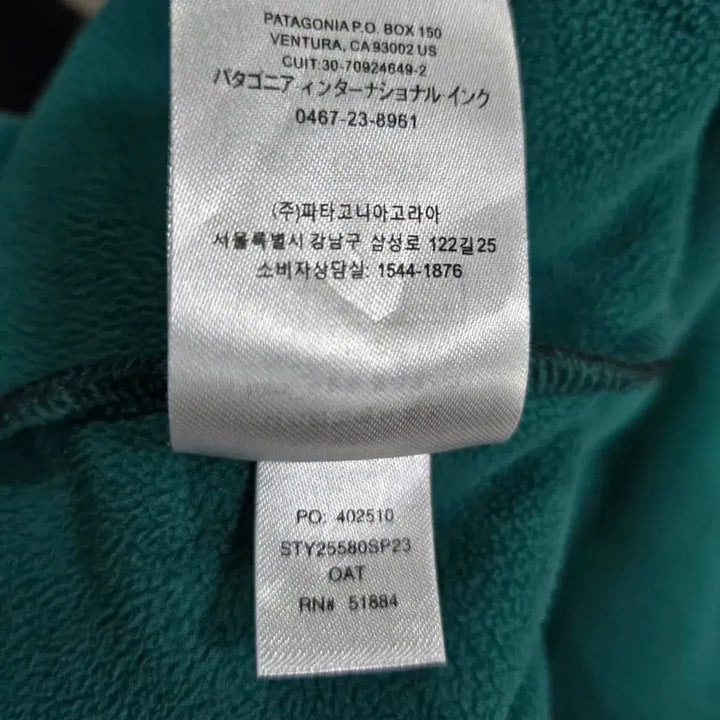 PATAGONIA P.O. BOX 150
VENTURA, CA 93002 US
CUIT:30-70924649-2
パタゴニア インターナショナル インク
0467-23-8961
(주)파타고니아고리아
서울특별시 강남구 삼성로 122길25
소비자상담실: 1544-1876
PO: 402510
STY25580SP23
OAT
RN# 51884